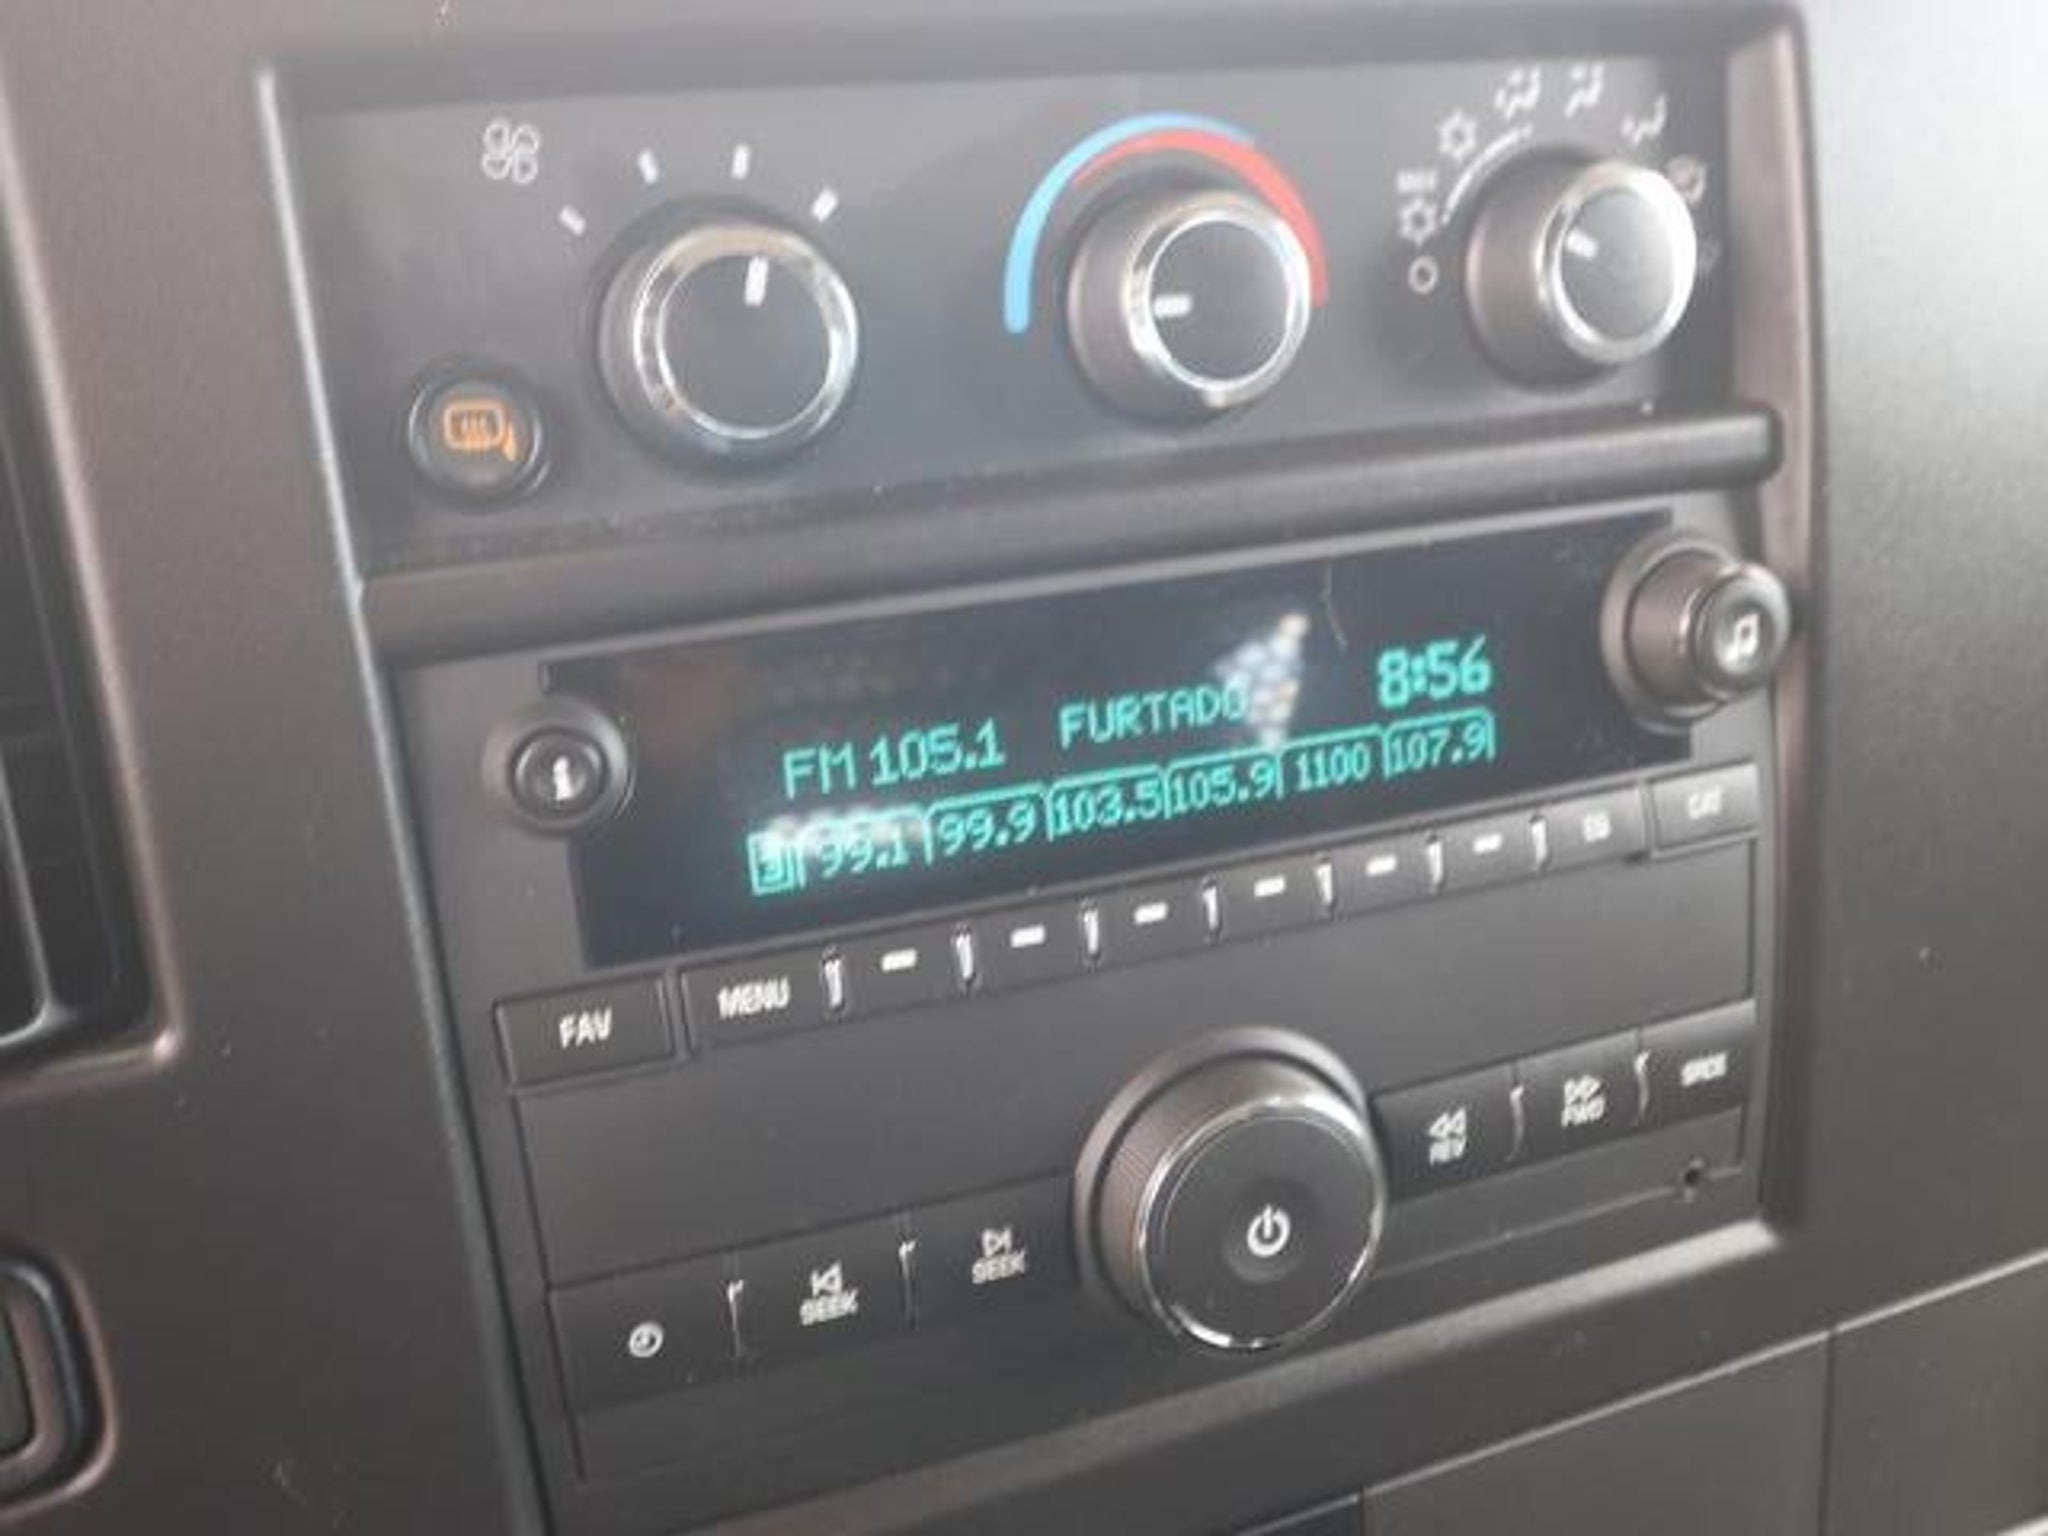 FM 105.1 FURTADO 8:56
3 99.1 99.9 103.5 105.9 1100 107.9
FAV MENU
REV FWD
SEEK SEEK